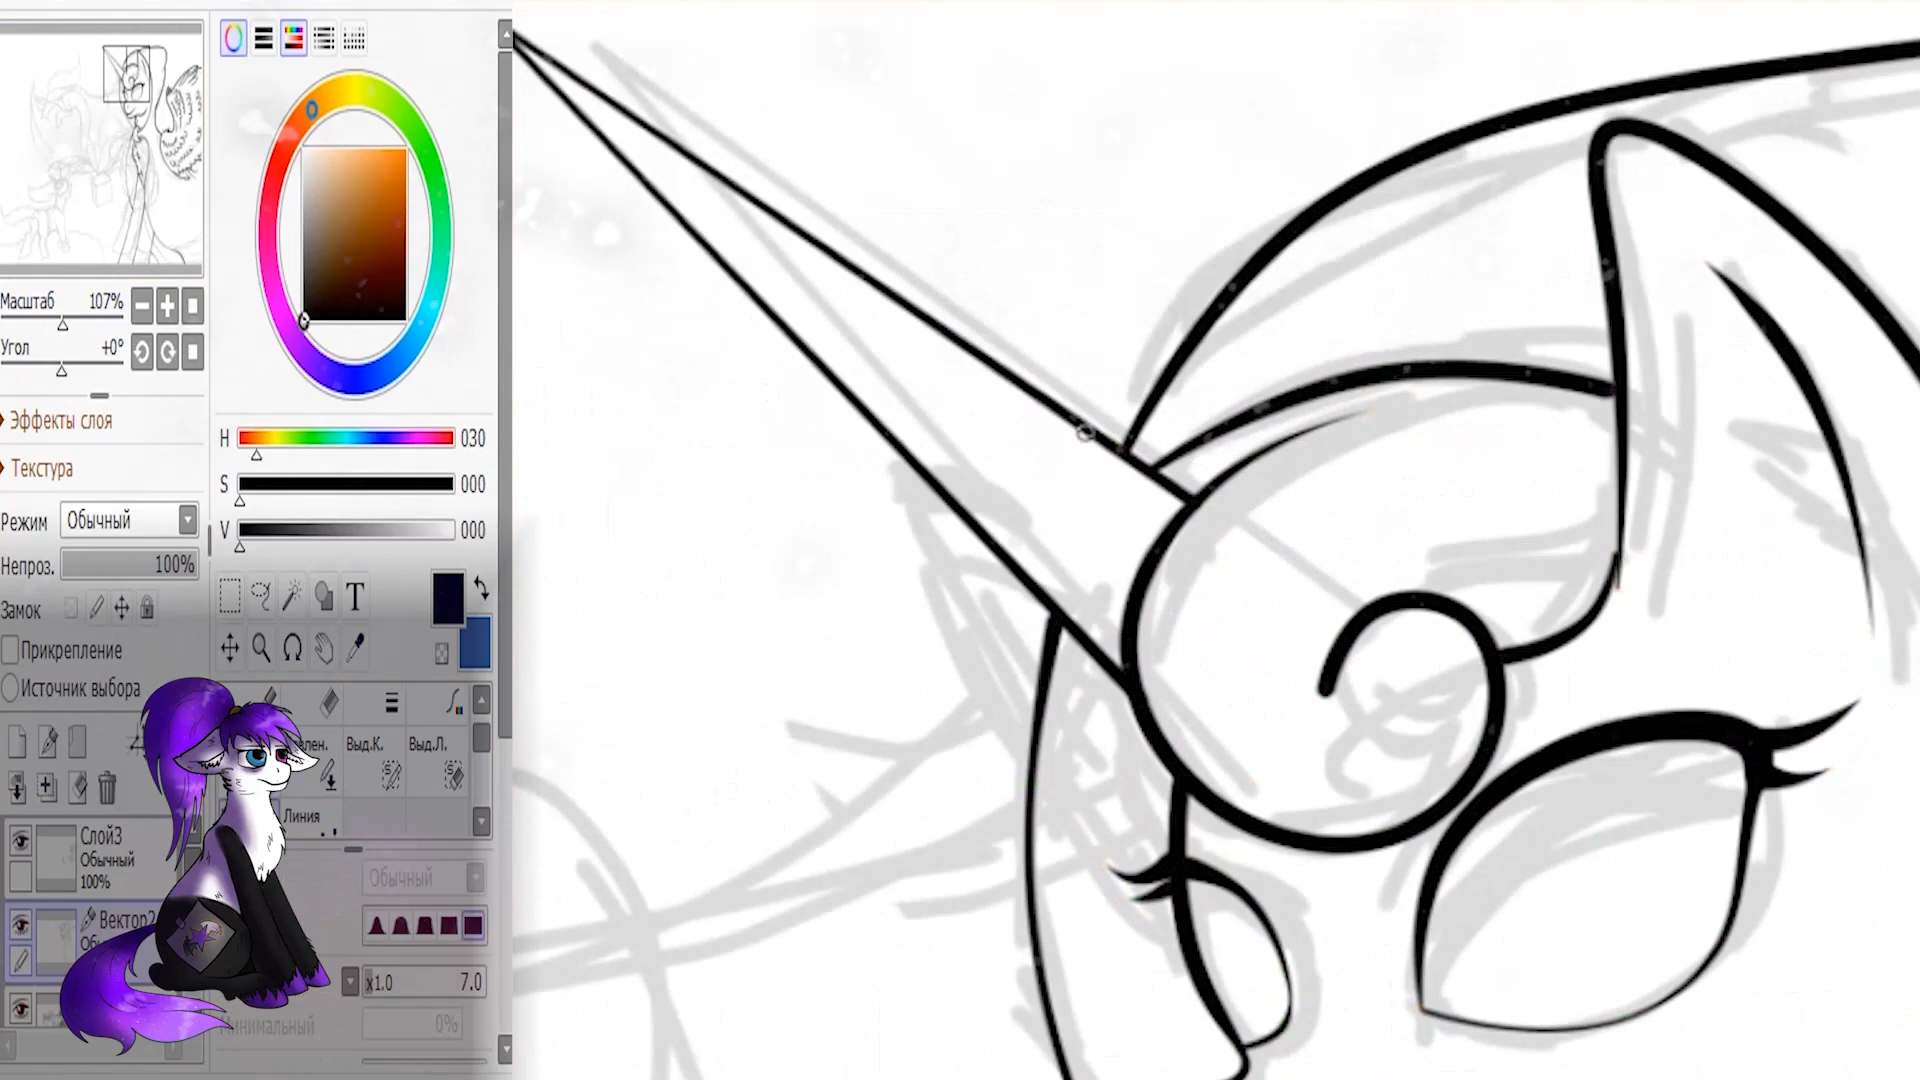 Масштаб 107%
Угол +0°
Эффекты слоя
Текстура
Режим Обычный
Непроз. 100%
Замок
Прикрепление
Источник выбора
Слой3
Обычный
100%
Вектор2
H 030
S 000
V 000
T
Выд.К. Выд.Л.
Линия
Обычный
x1.0 7.0
Минимальный 0%